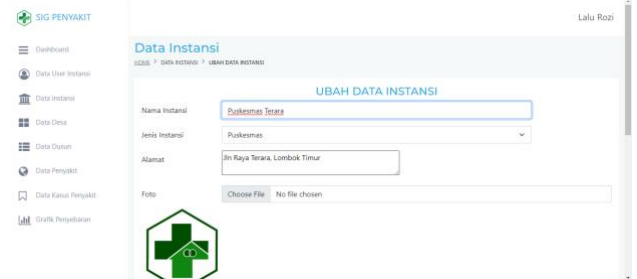 SIG PENYAKIT
Lalu Rozi
Dashboard
Data User Instansi
Data Instansi
Data Desa
Data Dusun
Data Penyakit
Data Kasus Penyakit
Grafik Penyebaran
Data Instansi
HOME > DATA INSTANSI > UBAH DATA INSTANSI
UBAH DATA INSTANSI
Nama Instansi Puskesmas Terara
Jenis Instansi Puskesmas
Alamat Jln Raya Terara, Lombok Timur
Foto Choose File No file chosen